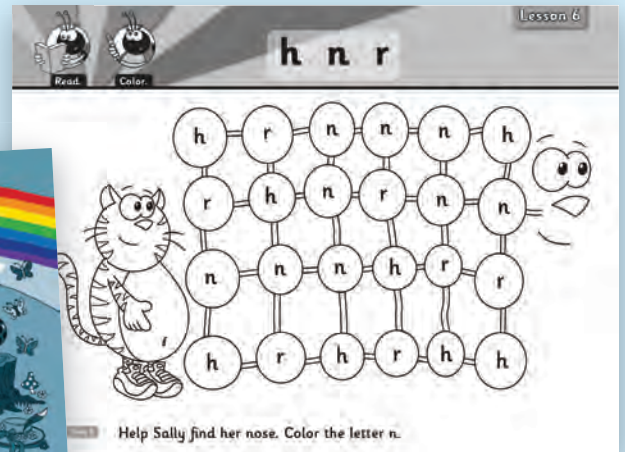 Lesson 6
Read.
Color.
h n r
h r n n n h
r h n r n n
n n n h r r
h r h r h h
i
Help Sally find her nose. Color the letter n.